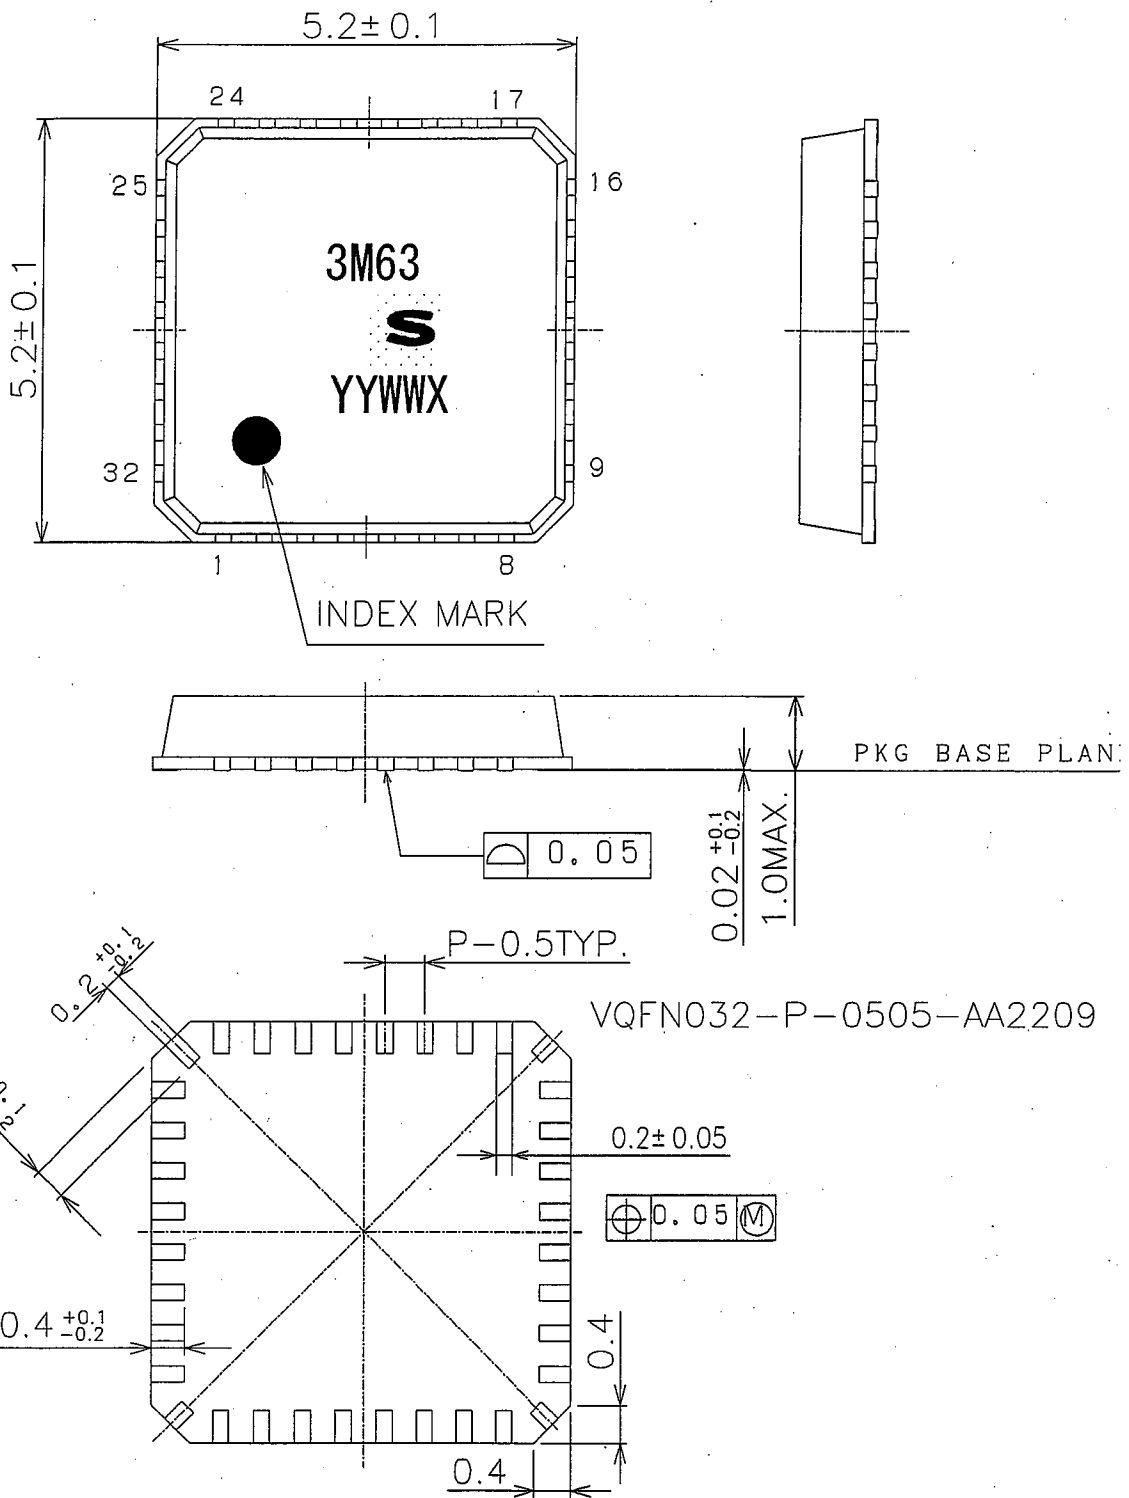 5.2±0.1
24 17
25 16
5.2±0.1
3M63
S
YYWWX
32 9
1 8
INDEX MARK
PKG BASE PLAN
0.05
0.02 +0.1 -0.2
1.0MAX.
0.2 +0.1 -0.2
P-0.5TYP.
VQFN032-P-0505-AA2209
0.2±0.05
0.05 M
0.4 +0.1 -0.2
0.4
0.4